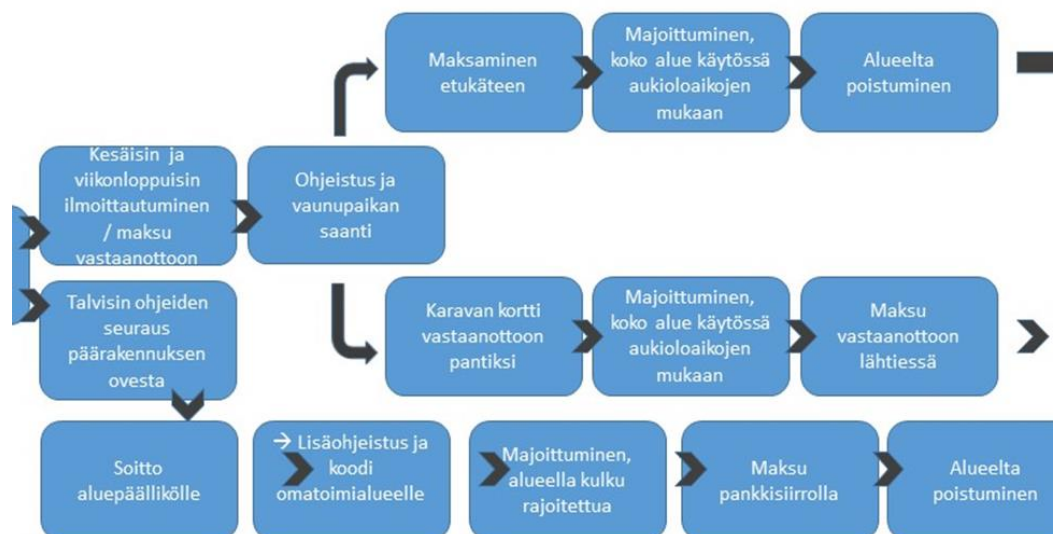 Maksaminen
etukäteen
Majoittuminen,
koko alue käytössä
aukioloaikojen
mukaan
Alueelta
poistuminen
Kesäisin ja
viikonloppuisin
ilmoittautuminen
/ maksu
vastaanottoon
Ohjeistus ja
vaunupaikan
saanti
Talvisin ohjeiden
seuraus
päärakennuksen
ovesta
Karavan kortti
vastaanottoon
pantiksi
Majoittuminen,
koko alue käytössä
aukioloaikojen
mukaan
Maksu
vastaanottoon
lähtiessä
Soitto
aluepäällikölle
→ Lisäohjeistus ja
koodi
omatoimialueelle
Majoittuminen,
alueella kulku
rajoitettua
Maksu
pankkisiirrolla
Alueelta
poistuminen